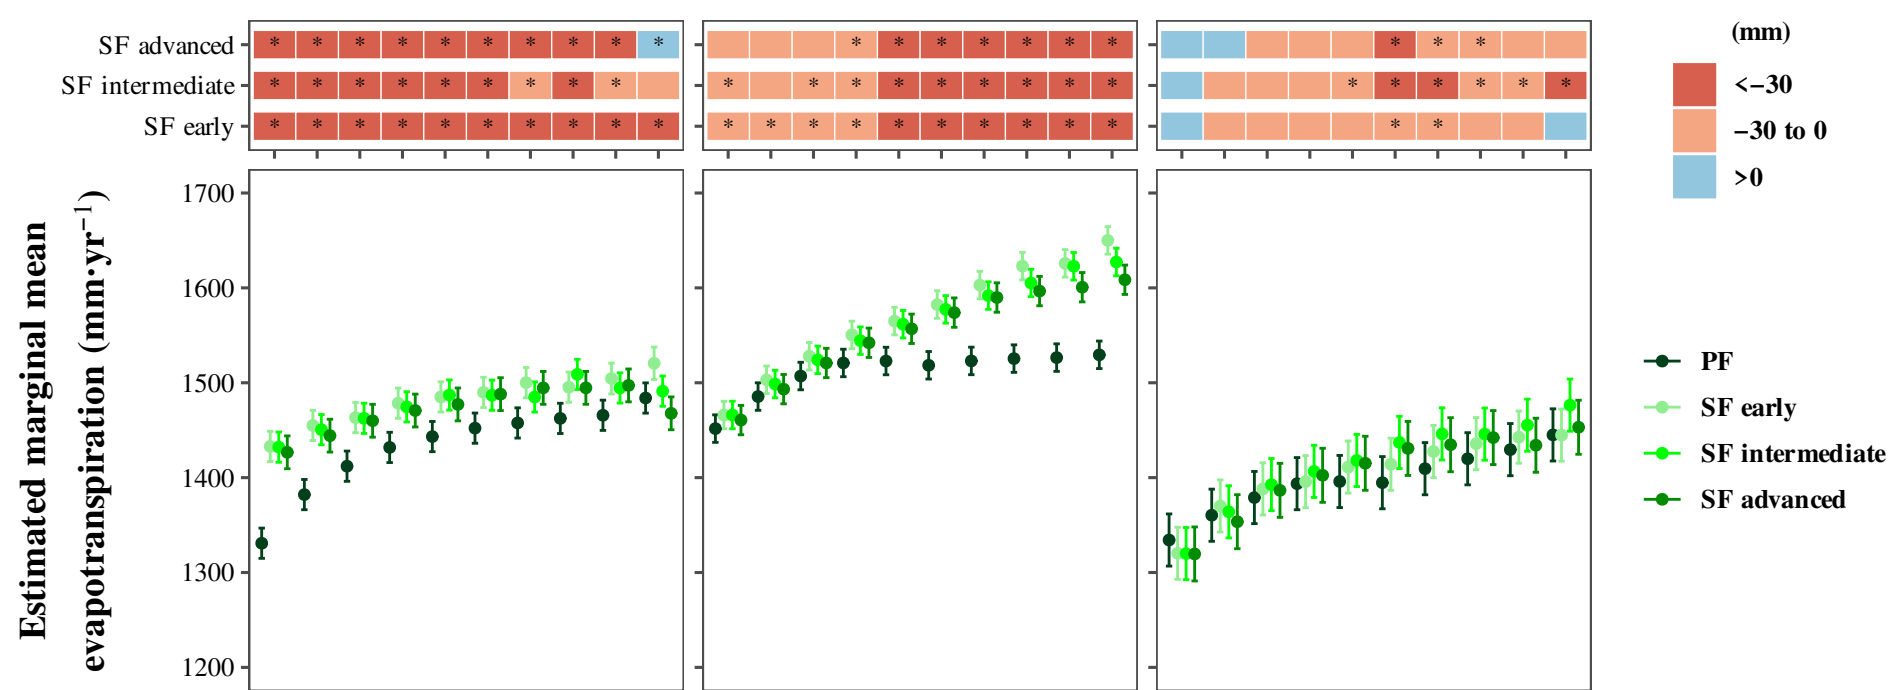 SF advanced
* * * * * * * * * *
* * * * * * *
* * *
SF intermediate
* * * * * * * * *
* * * * * * * * *
* * * * * *
SF early
* * * * * * * * * *
* * * * * * * * * *
* *
(mm)
<−30
−30 to 0
>0
Estimated marginal mean
evapotranspiration (mm·yr⁻¹)
1700
1600
1500
1400
1300
1200
PF
SF early
SF intermediate
SF advanced